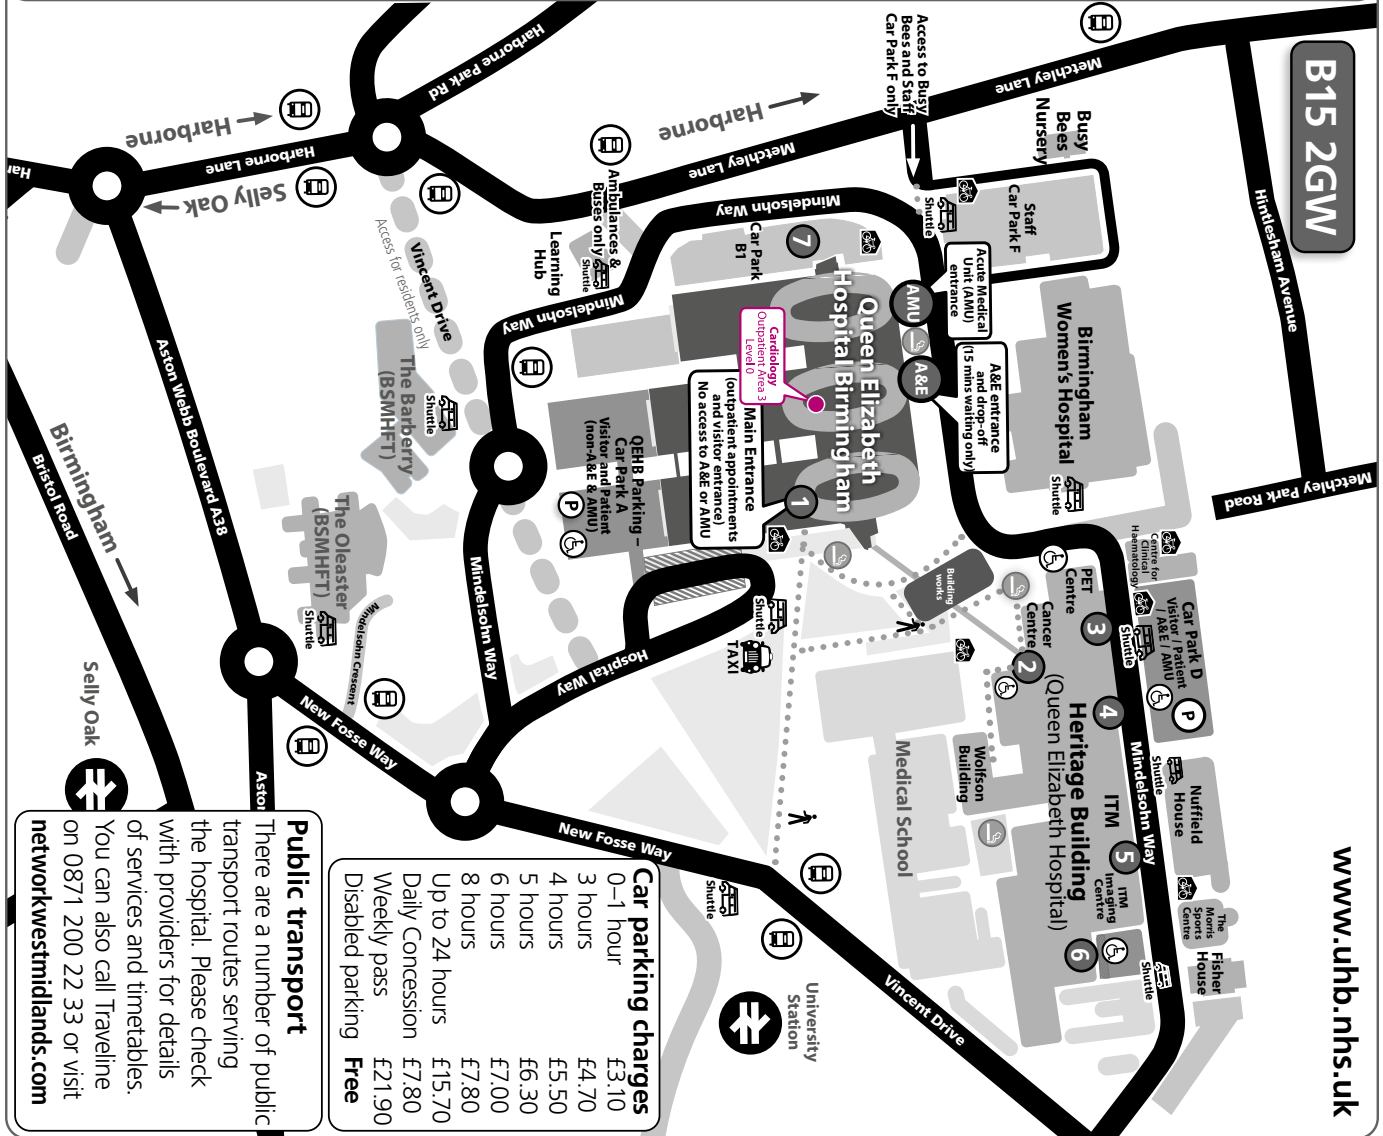 B15 2GW
www.uhb.nhs.uk
Hintlesham Avenue
Metchley Park Road
Metchley Lane
Access to Busy
Bees and Staff
Car Park F only
Busy
Bees
Nursery
Staff
Car Park F
Shuttle
Birmingham
Women's Hospital
Shuttle
Centre for
Clinical
Haematology
Car Park D
Visitor / Patient
/ A&E / AMU
P
Shuttle
Nuffield
House
Shuttle
The
Morris
Sports
Centre
Fisher
House
Shuttle
Mindelsohn Way
PET
Centre
3
4
ITM
5
ITM
Imaging
Centre
6
Heritage Building
(Queen Elizabeth Hospital)
Cancer
Centre
2
Wolfson
Building
Medical School
Building
works
Acute Medical
Unit (AMU)
entrance
AMU
A&E entrance
and drop-off
(15 mins waiting only)
A&E
Queen Elizabeth
Hospital Birmingham
Cardiology
Outpatient Area 3
Level 0
Main Entrance
(outpatient appointments
and visitor entrance)
No access to A&E or AMU
1
7
Car Park
B1
Mindelsohn Way
Metchley Lane
Harborne
Ambulances &
Buses only
Shuttle
Learning
Hub
Mindelsohn Way
QEHB Parking –
Car Park A
Visitor and Patient
(non-A&E & AMU)
P
Shuttle
TAXI
Hospital Way
Mindelsohn Way
Harborne Park Rd
Harborne
Harborne Lane
Selly Oak
Har
Vincent Drive
Access for residents only
The Barberry
(BSMHFT)
Shuttle
The Oleaster
(BSMHFT)
Shuttle
Mindelsohn Crescent
Aston Webb Boulevard A38
Aston
Bristol Road
Birmingham
Selly Oak
New Fosse Way
New Fosse Way
Shuttle
Vincent Drive
University
Station
Car parking charges
0–1 hour £3.10
3 hours £4.70
4 hours £5.50
5 hours £6.30
6 hours £7.00
8 hours £7.80
Up to 24 hours £15.70
Daily Concession £7.80
Weekly pass £21.90
Disabled parking Free
Public transport
There are a number of public
transport routes serving
the hospital. Please check
with providers for details
of services and timetables.
You can also call Traveline
on 0871 200 22 33 or visit
networkwestmidlands.com